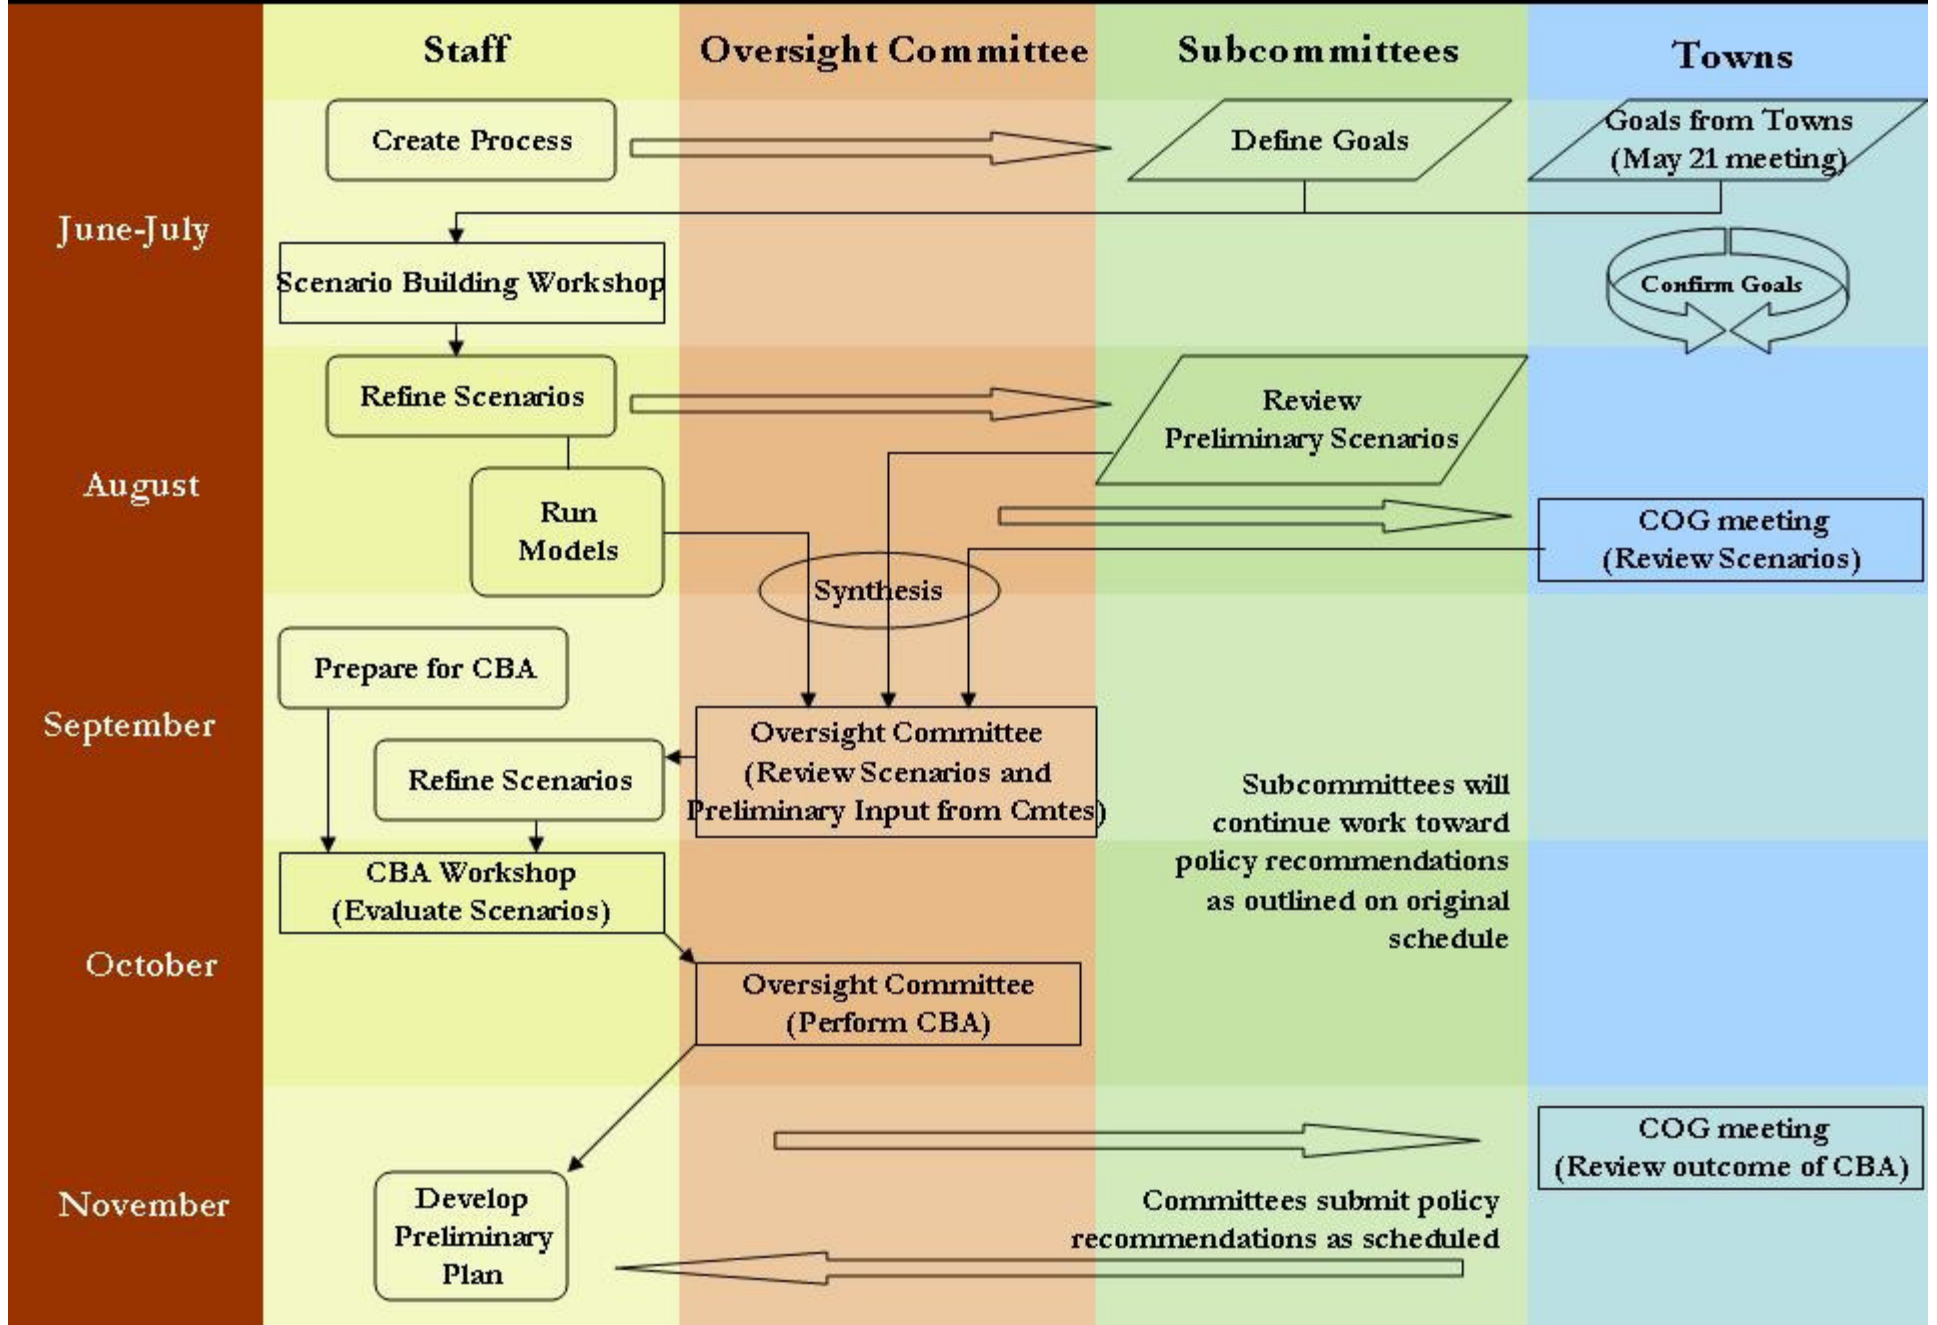 Staff
Oversight Committee
Subcommittees
Towns
June-July
Create Process
Define Goals
Goals from Towns
(May 21 meeting)
Scenario Building Workshop
Confirm Goals
August
Refine Scenarios
Review
Preliminary Scenarios
Run
Models
COG meeting
(Review Scenarios)
Synthesis
September
Prepare for CBA
Oversight Committee
(Review Scenarios and
Preliminary Input from Cmtes)
Refine Scenarios
Subcommittees will
continue work toward
policy recommendations
as outlined on original
schedule
October
CBA Workshop
(Evaluate Scenarios)
Oversight Committee
(Perform CBA)
November
COG meeting
(Review outcome of CBA)
Develop
Preliminary
Plan
Committees submit policy
recommendations as scheduled